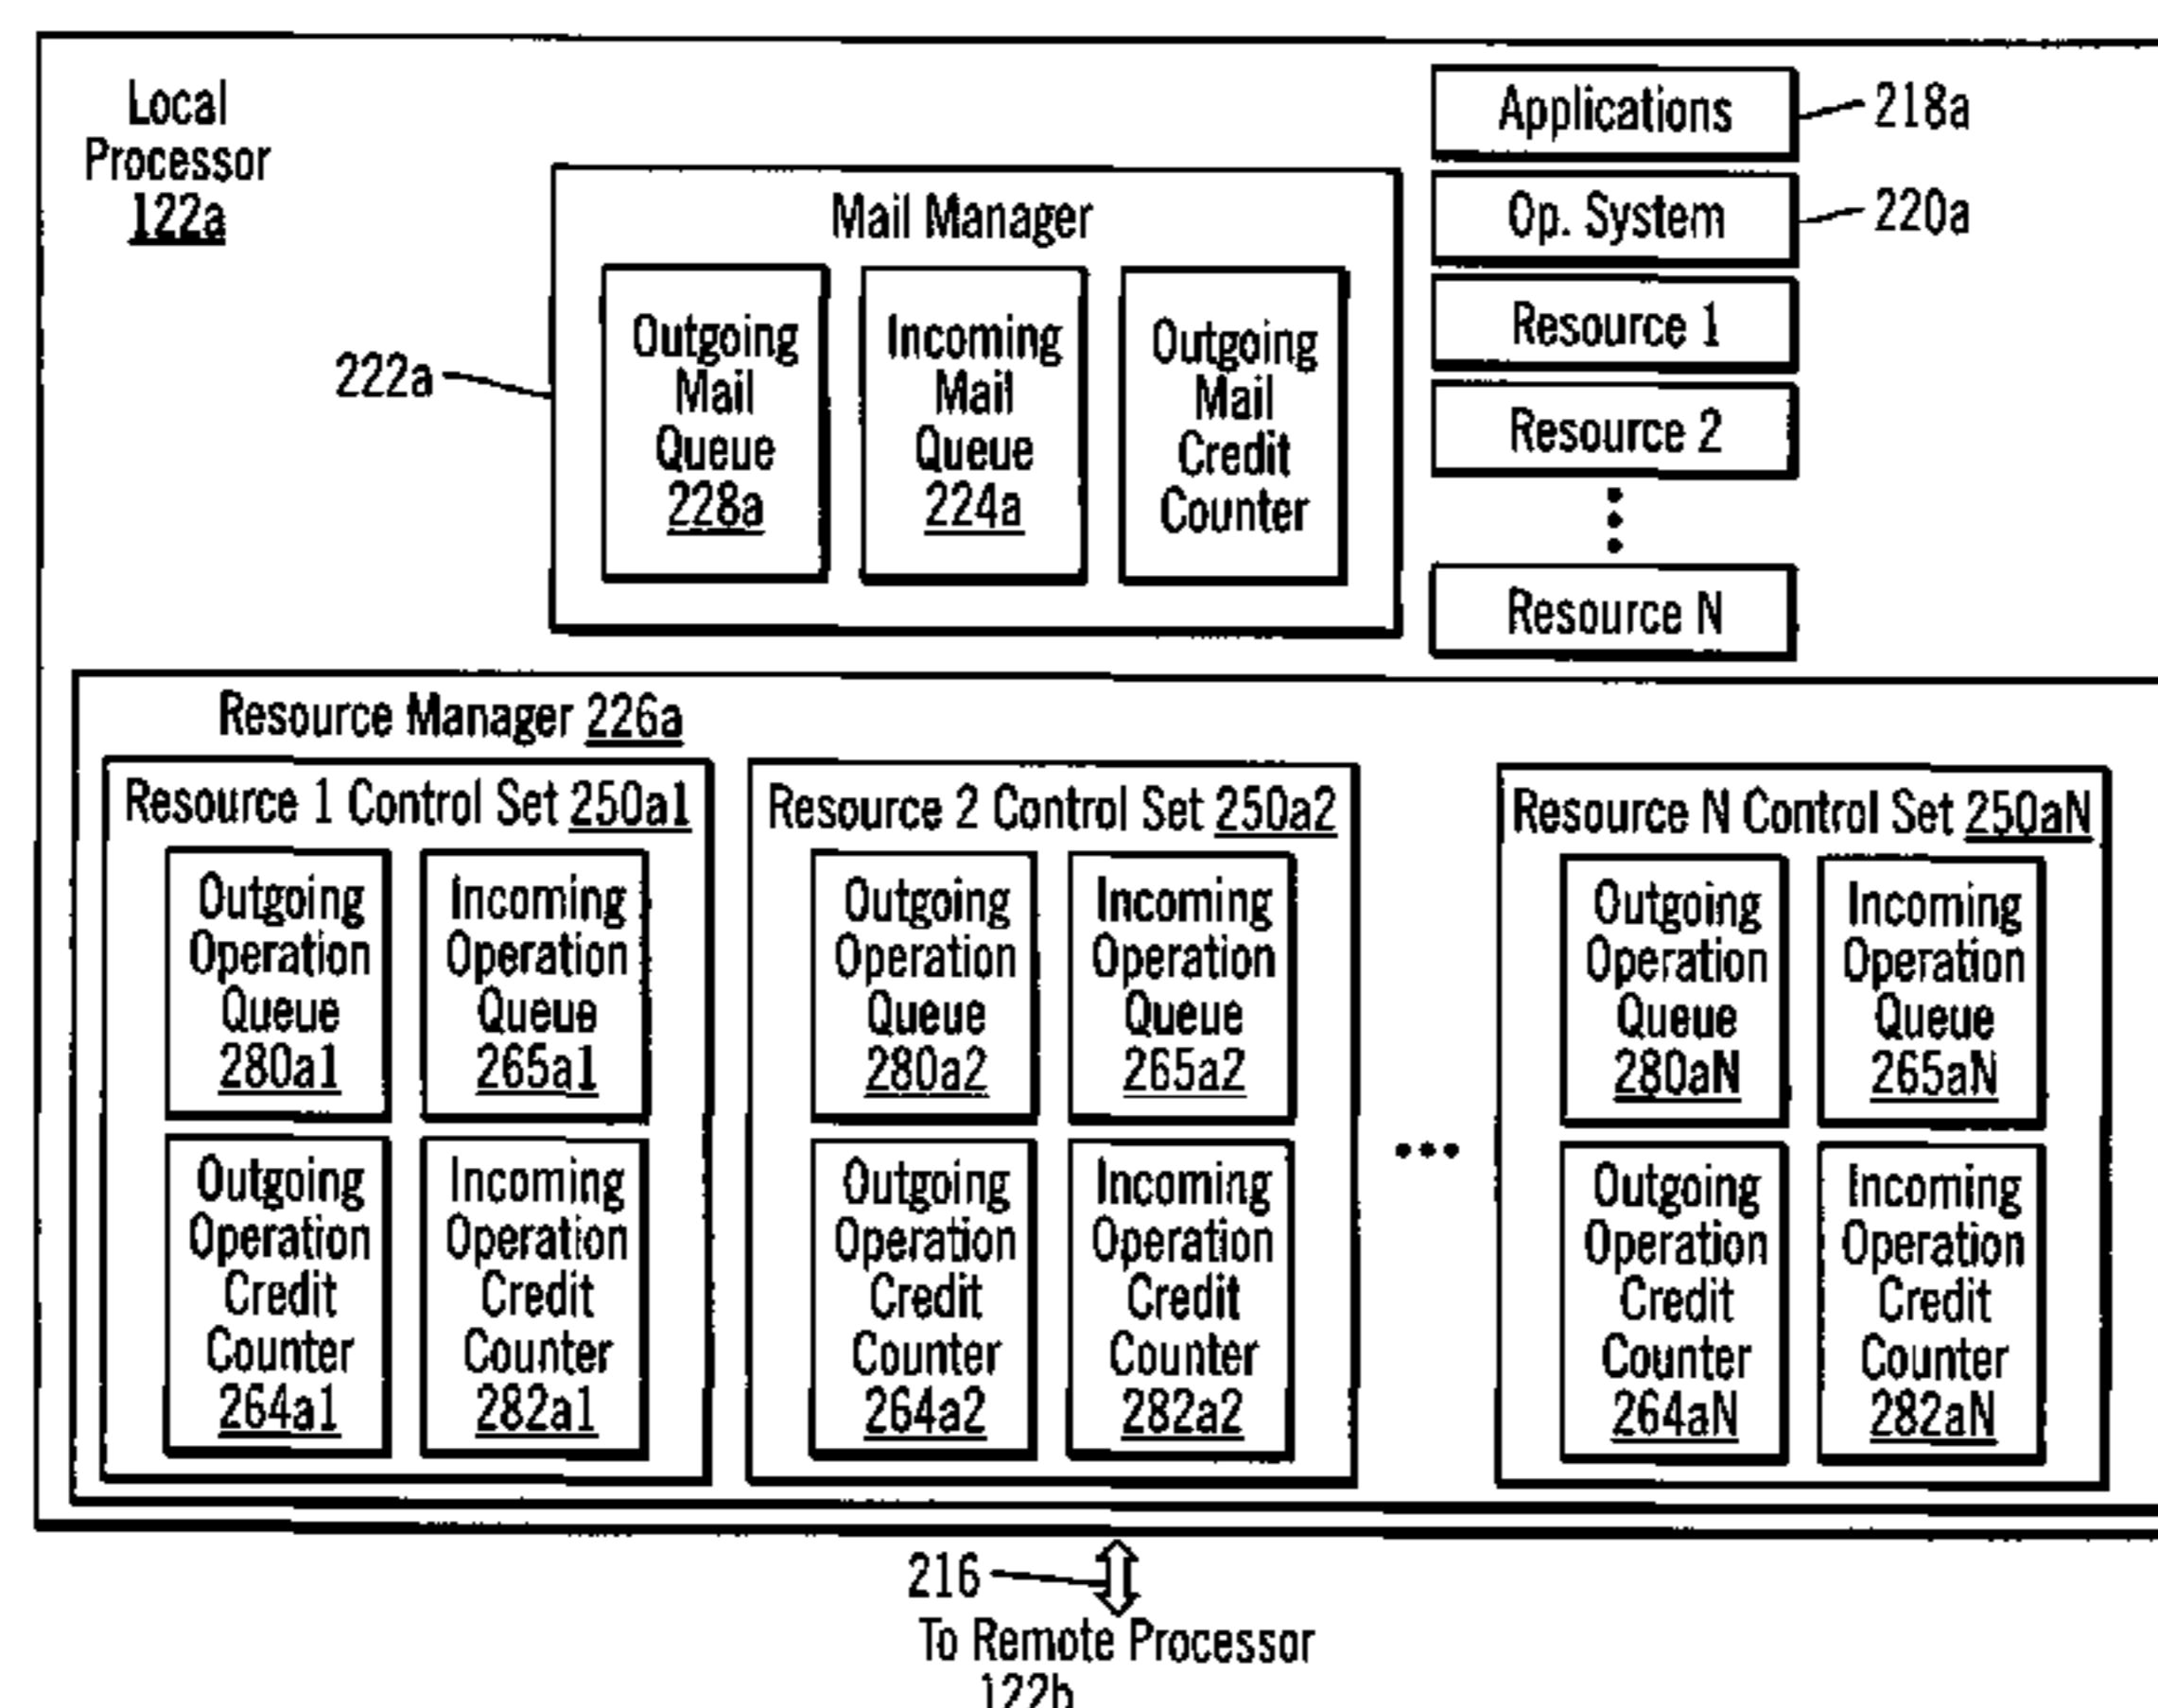 Local
Processor
122a
Applications
218a
Op. System
220a
Resource 1
Resource 2
Resource N
Mail Manager
222a
Outgoing
Mail
Queue
228a
Incoming
Mail
Queue
224a
Outgoing
Mail
Credit
Counter
Resource Manager 226a
Resource 1 Control Set 250a1
Outgoing
Operation
Queue
280a1
Incoming
Operation
Queue
265a1
Outgoing
Operation
Credit
Counter
264a1
Incoming
Operation
Credit
Counter
282a1
Resource 2 Control Set 250a2
Outgoing
Operation
Queue
280a2
Incoming
Operation
Queue
265a2
Outgoing
Operation
Credit
Counter
264a2
Incoming
Operation
Credit
Counter
282a2
Resource N Control Set 250aN
Outgoing
Operation
Queue
280aN
Incoming
Operation
Queue
265aN
Outgoing
Operation
Credit
Counter
264aN
Incoming
Operation
Credit
Counter
282aN
216
To Remote Processor
122b